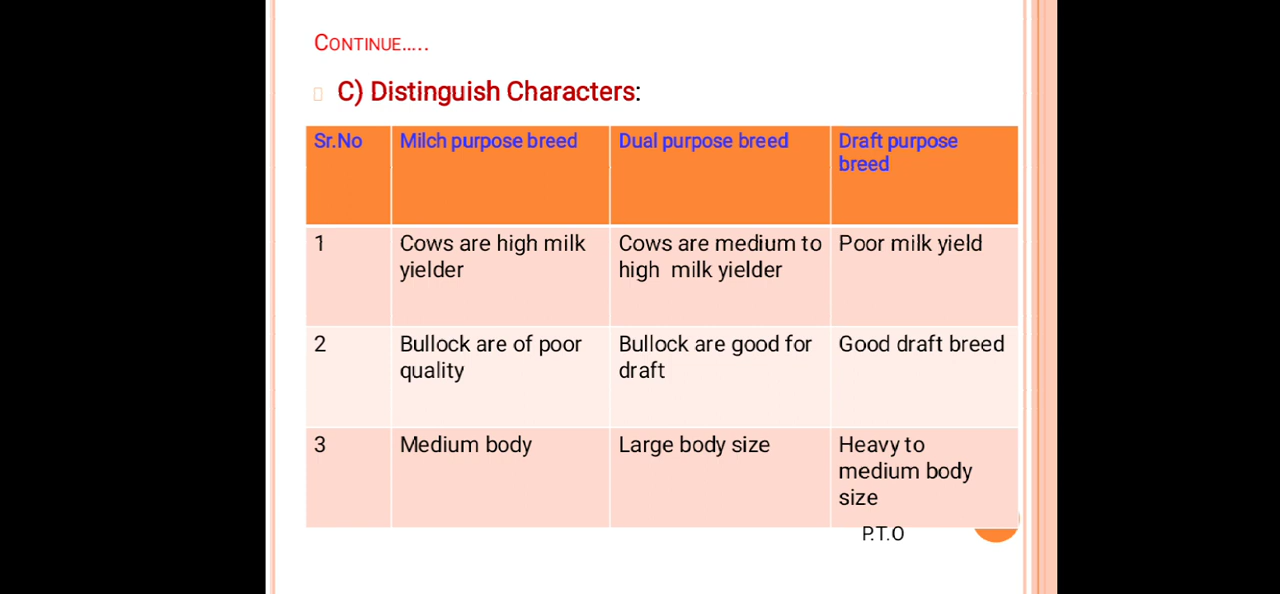 CONTINUE.....
C) Distinguish Characters:
Sr.No Milch purpose breed Dual purpose breed Draft purpose
breed
1 Cows are high milk Cows are medium to Poor milk yield
yielder high milk yielder
2 Bullock are of poor Bullock are good for Good draft breed
quality draft
3 Medium body Large body size Heavy to
medium body
size
P.T.O